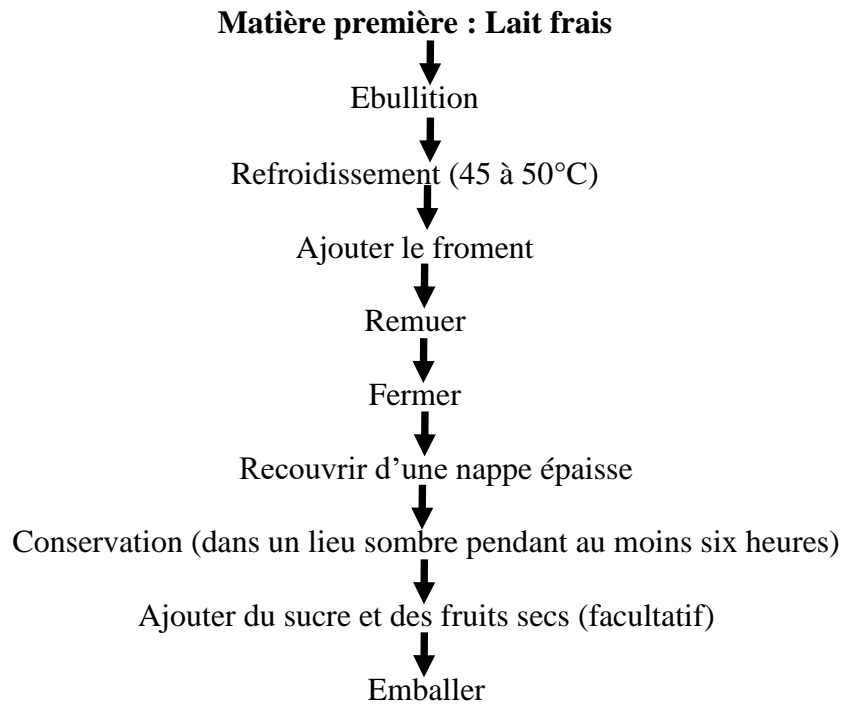 Matière première : Lait frais
Ebullition
Refroidissement (45 à 50°C)
Ajouter le froment
Remuer
Fermer
Recouvrir d’une nappe épaisse
Conservation (dans un lieu sombre pendant au moins six heures)
Ajouter du sucre et des fruits secs (facultatif)
Emballer